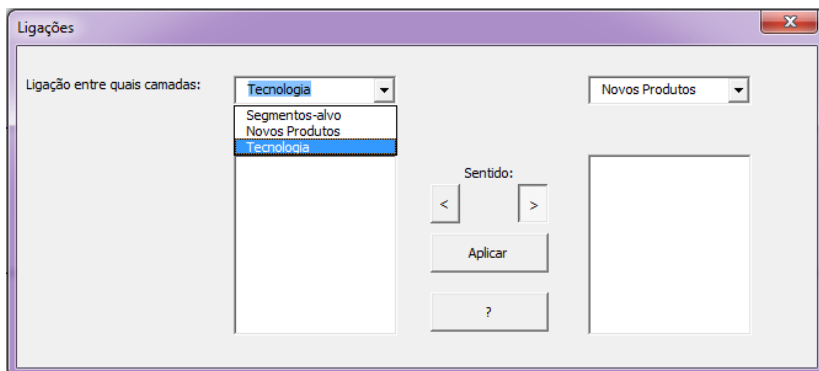 Ligações
x
Ligação entre quais camadas:
Tecnologia
Novos Produtos
Segmentos-alvo
Novos Produtos
Tecnologia
Sentido:
<
>
Aplicar
?